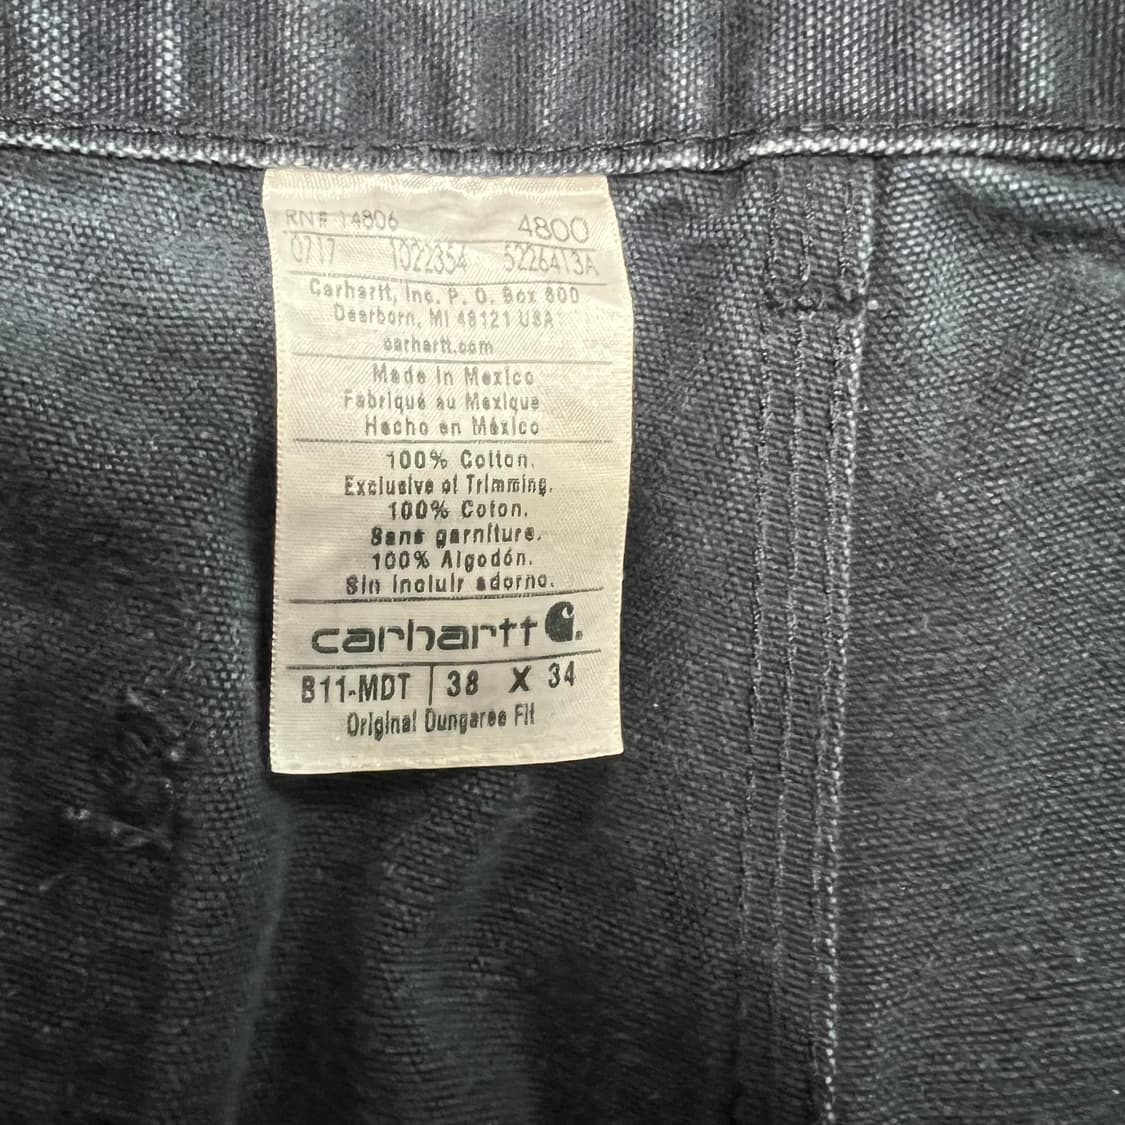 RN# 14806 4800
0717 1022354 5226413A
Carhartt, Inc. P. O. Box 600
Dearborn, MI 48121 USA
carhartt.com
Made in Mexico
Fabriqué au Mexique
Hecho en México
100% Cotton.
Exclusive of Trimming.
100% Coton.
Sans garniture.
100% Algodón.
Sin incluir adorno.
carhartt
B11-MDT 38 X 34
Original Dungaree Fit